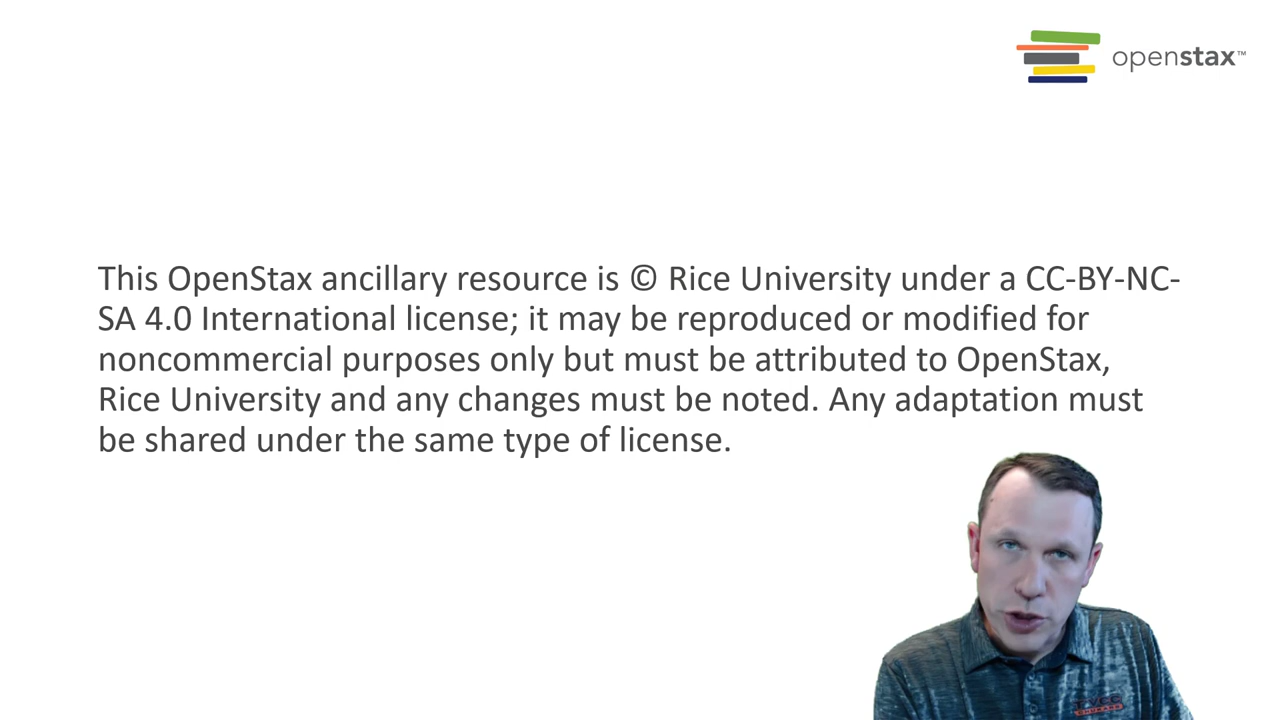 openstax™
This OpenStax ancillary resource is © Rice University under a CC-BY-NC-
SA 4.0 International license; it may be reproduced or modified for
noncommercial purposes only but must be attributed to OpenStax,
Rice University and any changes must be noted. Any adaptation must
be shared under the same type of license.